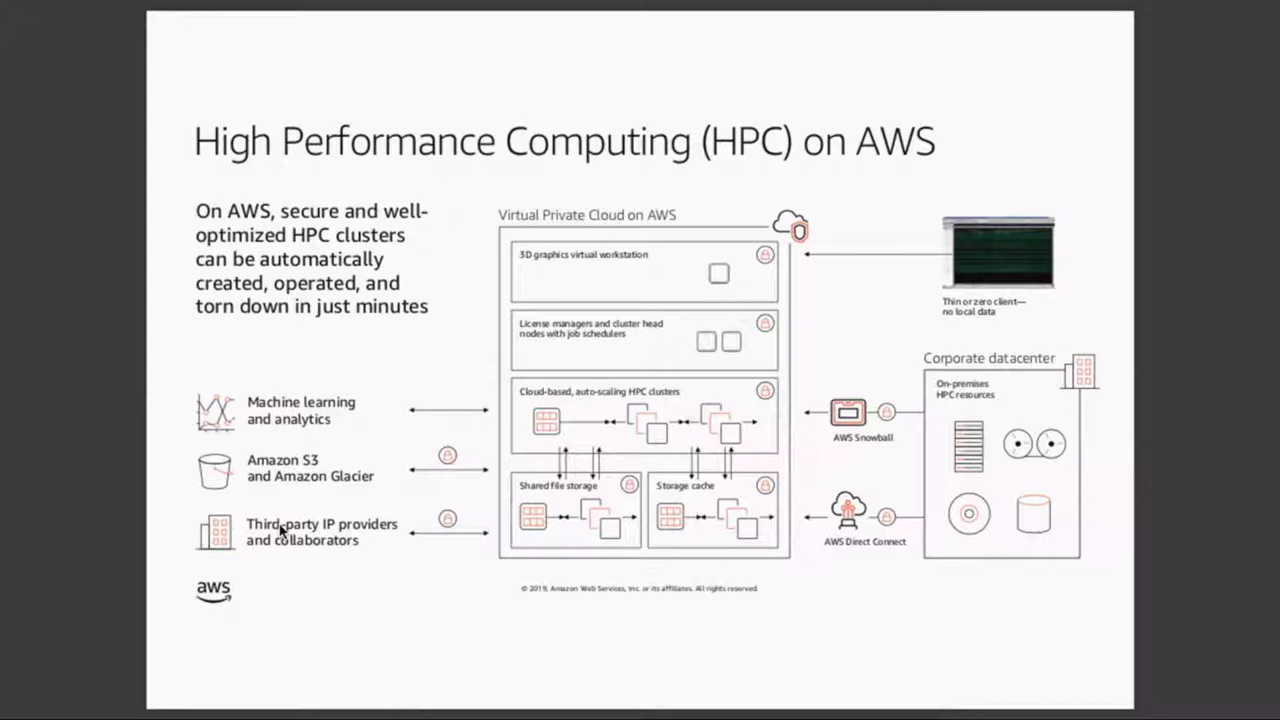 High Performance Computing (HPC) on AWS
On AWS, secure and well-
optimized HPC clusters
can be automatically
created, operated, and
torn down in just minutes
Machine learning
and analytics
Amazon S3
and Amazon Glacier
Third-party IP providers
and collaborators
Virtual Private Cloud on AWS
3D graphics virtual workstation
License managers and cluster head
nodes with job schedulers
Cloud-based, auto-scaling HPC clusters
Shared file storage
Storage cache
Thin or zero client—
no local data
Corporate datacenter
On-premises
HPC resources
AWS Snowball
AWS Direct Connect
aws
© 2019, Amazon Web Services, Inc. or its affiliates. All rights reserved.